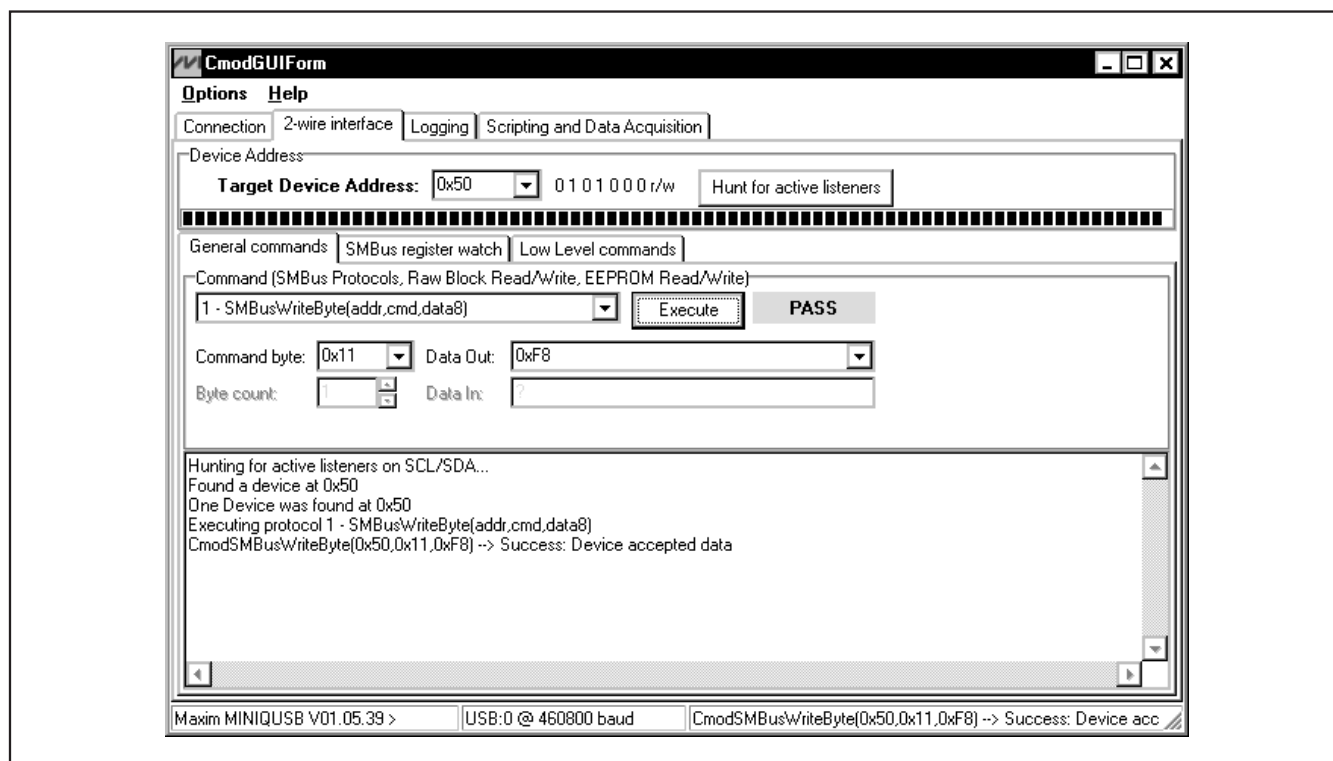 CmodGUIForm
Options Help
Connection 2-wire interface Logging Scripting and Data Acquisition
Device Address
Target Device Address: 0x50 0 1 0 1 0 0 0 r/w Hunt for active listeners
General commands SMBus register watch Low Level commands
Command (SMBus Protocols, Raw Block Read/Write, EEPROM Read/Write)
1 - SMBusWriteByte(addr,cmd,data8) Execute PASS
Command byte: 0x11 Data Out: 0xF8
Byte count: 1 Data In: ?
Hunting for active listeners on SCL/SDA...
Found a device at 0x50
One Device was found at 0x50
Executing protocol 1 - SMBusWriteByte(addr,cmd,data8)
CmodSMBusWriteByte(0x50,0x11,0xF8) --> Success: Device accepted data
Maxim MINIQUSB V01.05.39 > USB:0 @ 460800 baud CmodSMBusWriteByte(0x50,0x11,0xF8) --> Success: Device acc